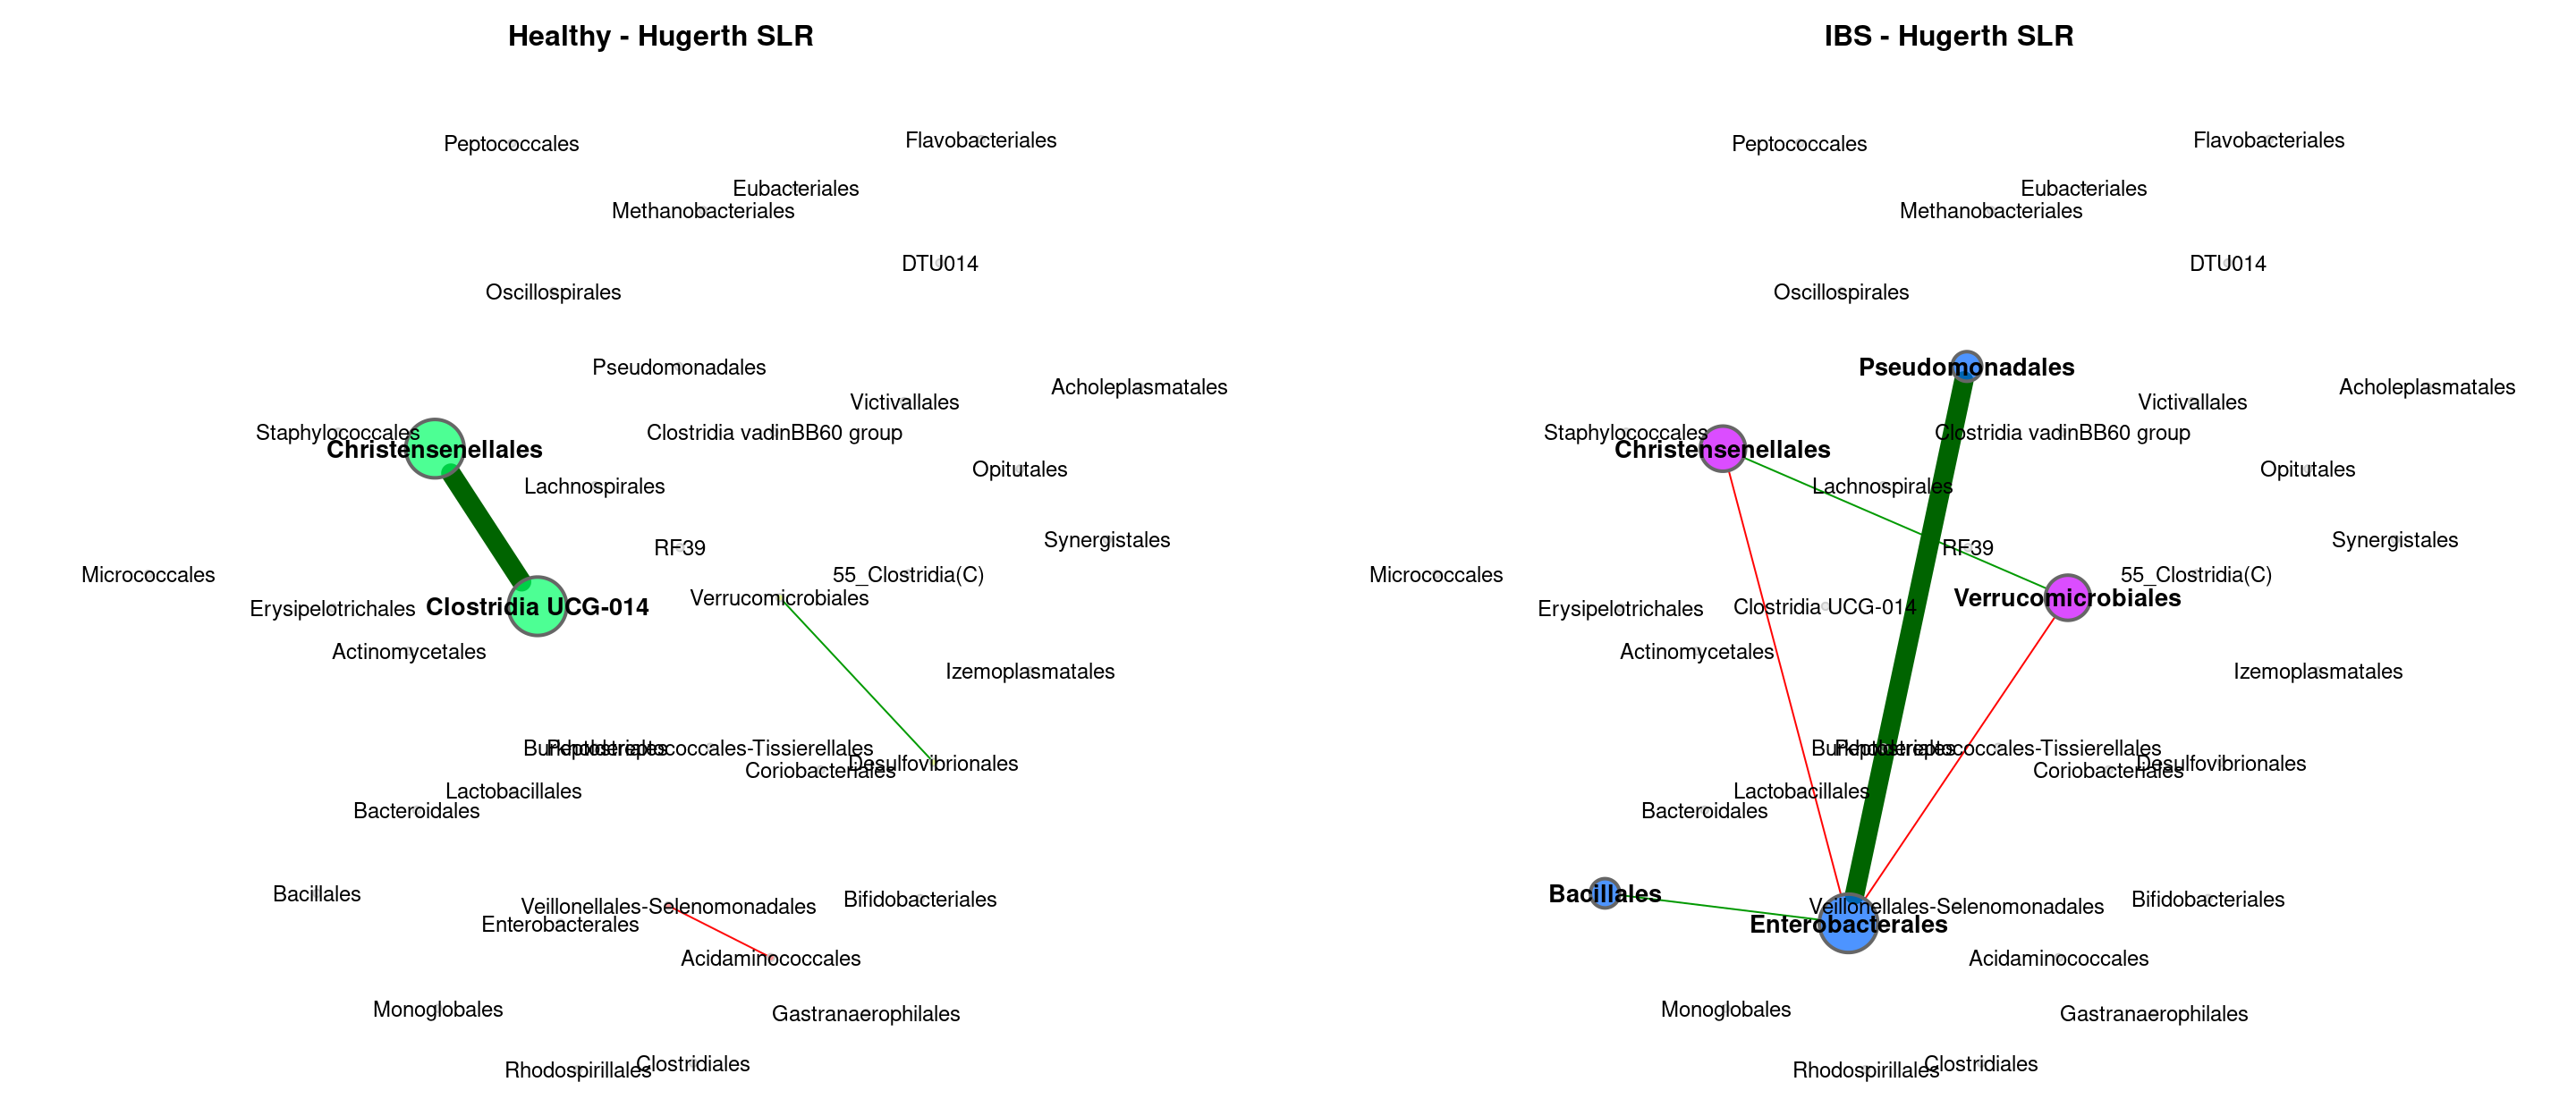 Healthy - Hugerth SLR
Peptococcales
Flavobacteriales
Eubacteriales
Methanobacteriales
DTU014
Oscillospirales
Pseudomonadales
Acholeplasmatales
Victivallales
Staphylococcales
Clostridia vadinBB60 group
Christensenellales
Opitutales
Lachnospirales
Synergistales
RF39
Micrococcales
55_Clostridia(C)
Verrucomicrobiales
Erysipelotrichales
Clostridia UCG-014
Actinomycetales
Izemoplasmatales
Burkholderiales
Peptostreptococcales-Tissierellales
Desulfovibrionales
Coriobacteriales
Lactobacillales
Bacteroidales
Bacillales
Bifidobacteriales
Veillonellales-Selenomonadales
Enterobacterales
Acidaminococcales
Monoglobales
Gastranaerophilales
Clostridiales
Rhodospirillales
IBS - Hugerth SLR
Peptococcales
Flavobacteriales
Eubacteriales
Methanobacteriales
DTU014
Oscillospirales
Pseudomonadales
Acholeplasmatales
Victivallales
Staphylococcales
Clostridia vadinBB60 group
Christensenellales
Opitutales
Lachnospirales
Synergistales
RF39
Micrococcales
55_Clostridia(C)
Verrucomicrobiales
Erysipelotrichales
Clostridia UCG-014
Actinomycetales
Izemoplasmatales
Burkholderiales
Peptostreptococcales-Tissierellales
Desulfovibrionales
Coriobacteriales
Lactobacillales
Bacteroidales
Bacillales
Bifidobacteriales
Veillonellales-Selenomonadales
Enterobacterales
Acidaminococcales
Monoglobales
Gastranaerophilales
Clostridiales
Rhodospirillales